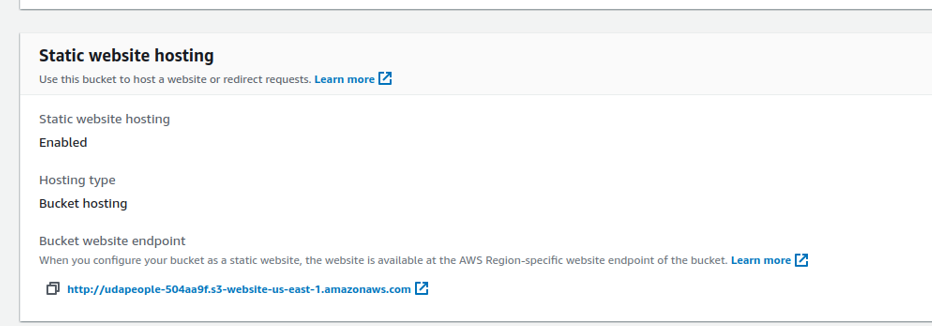 Static website hosting
Use this bucket to host a website or redirect requests. Learn more
Static website hosting
Enabled
Hosting type
Bucket hosting
Bucket website endpoint
When you configure your bucket as a static website, the website is available at the AWS Region-specific website endpoint of the bucket. Learn more
http://udapeople-504aa9f.s3-website-us-east-1.amazonaws.com